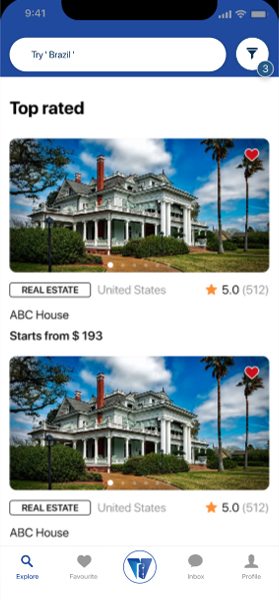 9:41
Try ' Brazil '
3
Top rated
REAL ESTATE United States 5.0 (512)
ABC House
Starts from $ 193
REAL ESTATE United States 5.0 (512)
ABC House
Explore Favourite Inbox Profile